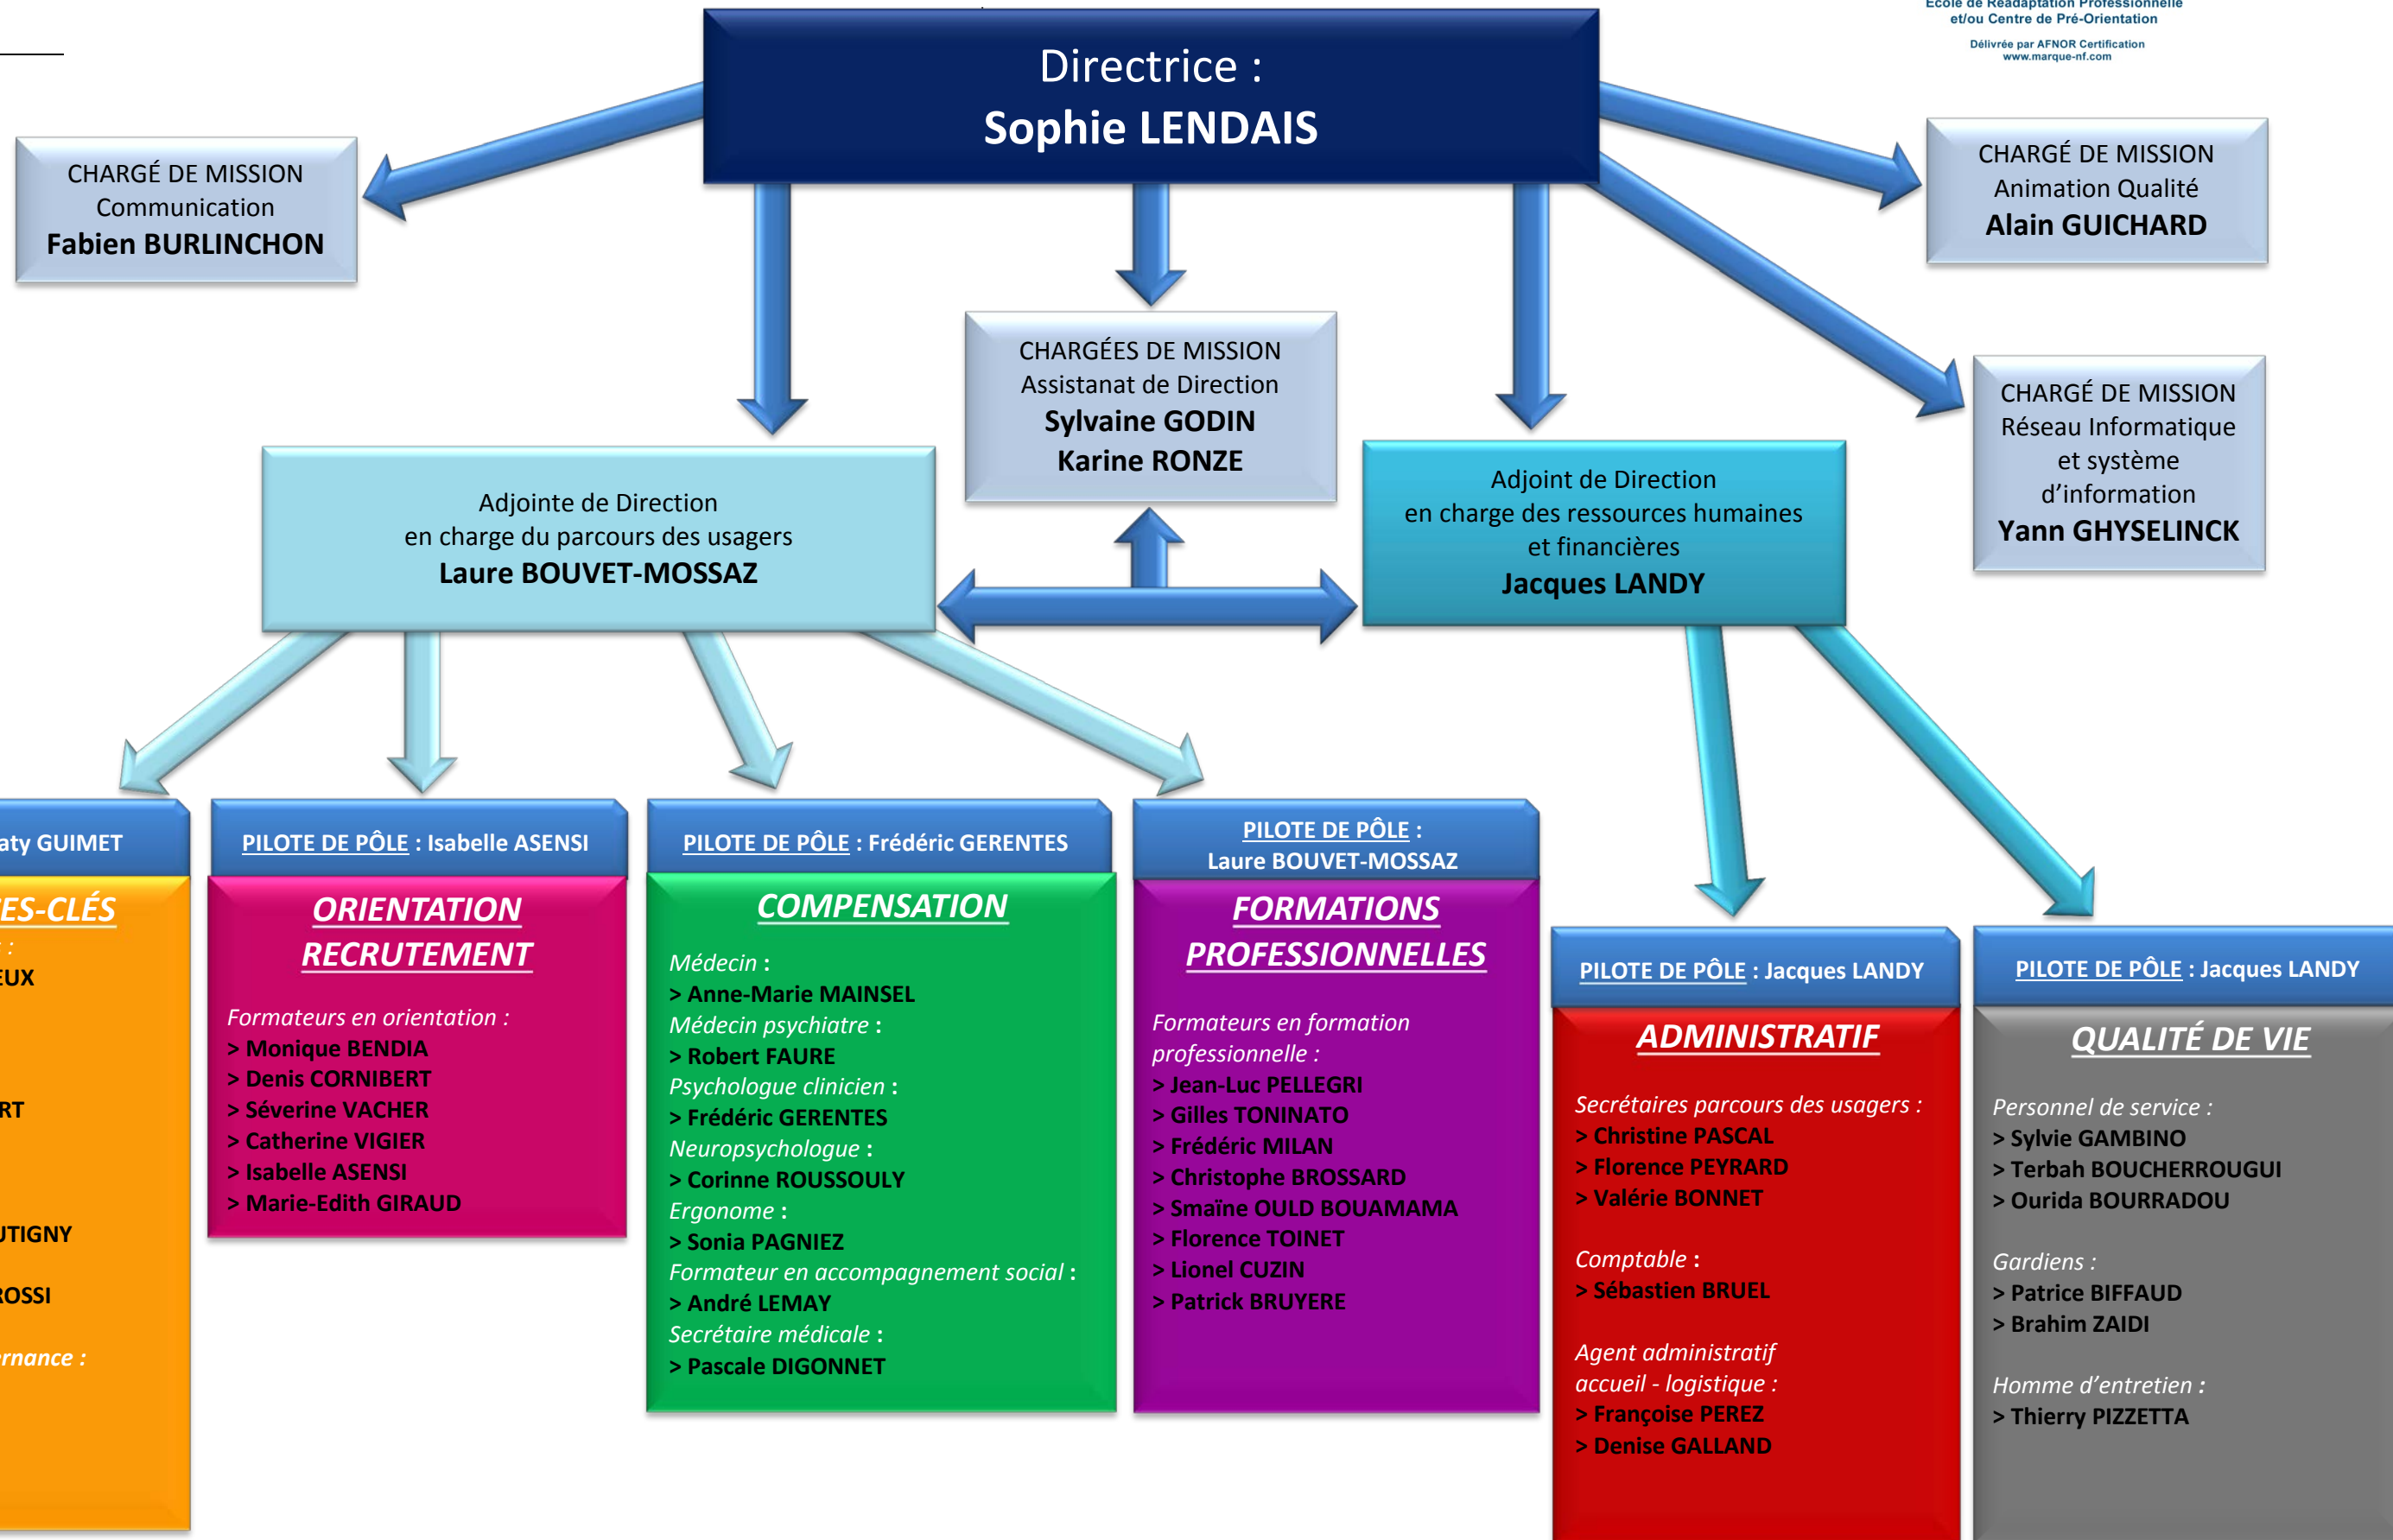 École de Réadaptation Professionnelle
et/ou Centre de Pré-Orientation
Délivrée par AFNOR Certification
www.marque-nf.com
Directrice :
Sophie LENDAIS
CHARGÉ DE MISSION
Communication
Fabien BURLINCHON
CHARGÉ DE MISSION
Animation Qualité
Alain GUICHARD
CHARGÉES DE MISSION
Assistanat de Direction
Sylvaine GODIN
Karine RONZE
CHARGÉ DE MISSION
Réseau Informatique
et système
d’information
Yann GHYSELINCK
Adjointe de Direction
en charge du parcours des usagers
Laure BOUVET-MOSSAZ
Adjoint de Direction
en charge des ressources humaines
et financières
Jacques LANDY
aty GUIMET
ES-CLÉS
:
EUX
RT
UTIGNY
ROSSI
ernance :
PILOTE DE PÔLE : Isabelle ASENSI
ORIENTATION
RECRUTEMENT
Formateurs en orientation :
> Monique BENDIA
> Denis CORNIBERT
> Séverine VACHER
> Catherine VIGIER
> Isabelle ASENSI
> Marie-Edith GIRAUD
PILOTE DE PÔLE : Frédéric GERENTES
COMPENSATION
Médecin :
> Anne-Marie MAINSEL
Médecin psychiatre :
> Robert FAURE
Psychologue clinicien :
> Frédéric GERENTES
Neuropsychologue :
> Corinne ROUSSOULY
Ergonome :
> Sonia PAGNIEZ
Formateur en accompagnement social :
> André LEMAY
Secrétaire médicale :
> Pascale DIGONNET
PILOTE DE PÔLE :
Laure BOUVET-MOSSAZ
FORMATIONS
PROFESSIONNELLES
Formateurs en formation
professionnelle :
> Jean-Luc PELLEGRI
> Gilles TONINATO
> Frédéric MILAN
> Christophe BROSSARD
> Smaïne OULD BOUAMAMA
> Florence TOINET
> Lionel CUZIN
> Patrick BRUYERE
PILOTE DE PÔLE : Jacques LANDY
ADMINISTRATIF
Secrétaires parcours des usagers :
> Christine PASCAL
> Florence PEYRARD
> Valérie BONNET
Comptable :
> Sébastien BRUEL
Agent administratif
accueil - logistique :
> Françoise PEREZ
> Denise GALLAND
PILOTE DE PÔLE : Jacques LANDY
QUALITÉ DE VIE
Personnel de service :
> Sylvie GAMBINO
> Terbah BOUCHERROUGUI
> Ourida BOURRADOU
Gardiens :
> Patrice BIFFAUD
> Brahim ZAIDI
Homme d’entretien :
> Thierry PIZZETTA